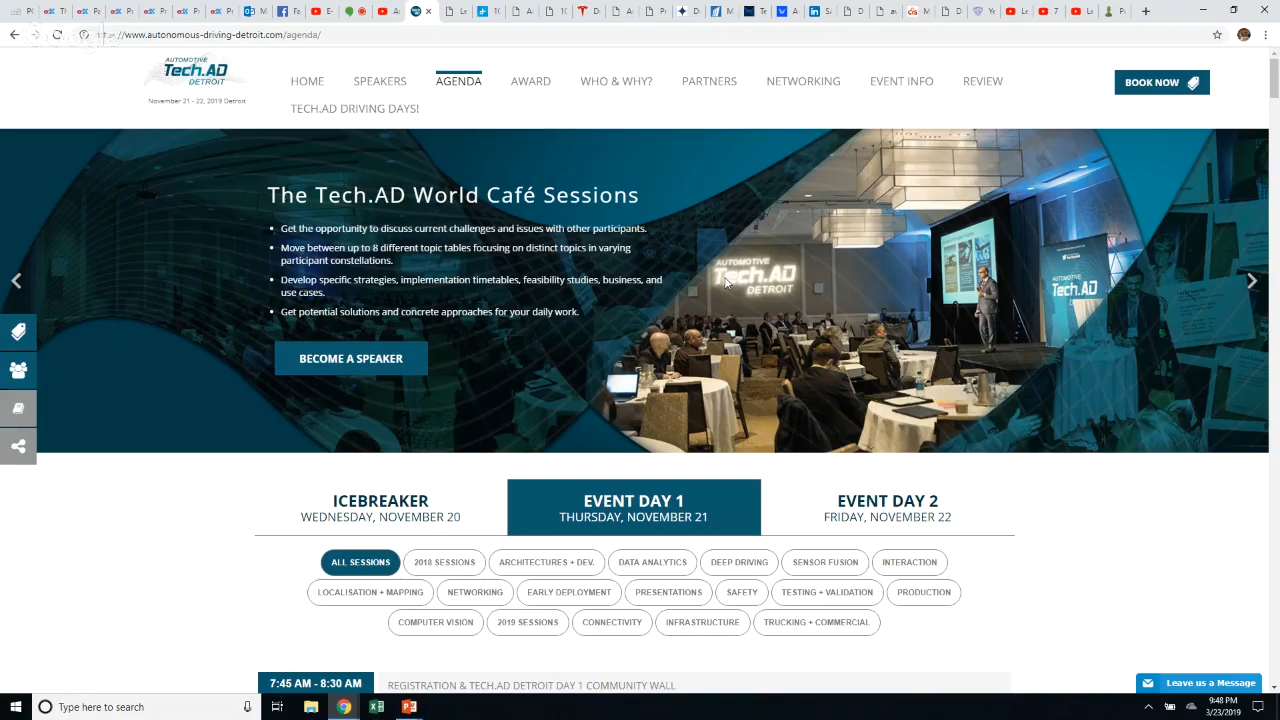 https://www.autonomous-driving-detroit.com/agenda/
AUTOMOTIVE
Tech.AD
DETROIT
November 21 - 22, 2019 Detroit
HOME
SPEAKERS
AGENDA
AWARD
WHO & WHY?
PARTNERS
NETWORKING
EVENT INFO
REVIEW
TECH.AD DRIVING DAYS!
BOOK NOW
The Tech.AD World Café Sessions
• Get the opportunity to discuss current challenges and issues with other participants.
• Move between up to 8 different topic tables focusing on distinct topics in varying
participant constellations.
• Develop specific strategies, implementation timetables, feasibility studies, business, and
use cases.
• Get potential solutions and concrete approaches for your daily work.
BECOME A SPEAKER
AUTOMOTIVE
Tech.AD
DETROIT
Tech.AD
ICEBREAKER
WEDNESDAY, NOVEMBER 20
EVENT DAY 1
THURSDAY, NOVEMBER 21
EVENT DAY 2
FRIDAY, NOVEMBER 22
ALL SESSIONS
2018 SESSIONS
ARCHITECTURES + DEV.
DATA ANALYTICS
DEEP DRIVING
SENSOR FUSION
INTERACTION
LOCALISATION + MAPPING
NETWORKING
EARLY DEPLOYMENT
PRESENTATIONS
SAFETY
TESTING + VALIDATION
PRODUCTION
COMPUTER VISION
2019 SESSIONS
CONNECTIVITY
INFRASTRUCTURE
TRUCKING + COMMERCIAL
7:45 AM - 8:30 AM
REGISTRATION & TECH.AD DETROIT DAY 1 COMMUNITY WALL
Leave us a Message
Type here to search
9:48 PM
3/23/2019